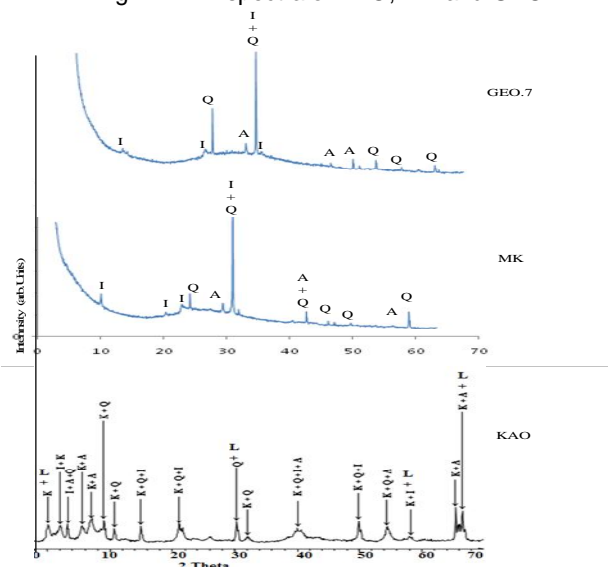 I
+
Q
GEO.7
Q
A
I
I
I
A
A
Q
Q
Q
I
+
Q
MK
I
I
I
Q
A
A
+
Q
Q
Q
A
Q
Intensity (arb.Units)
0 10 20 30 40 50 60 70
KAO
I+K
I+A+Q
K+A
K+A
K+Q
K+Q
K+Q+I
K+Q+I
K+Q
K+Q+I+A
K+Q+I
K+Q+A
K+A
0 10 20 30 40 50 60 70
2 Theta